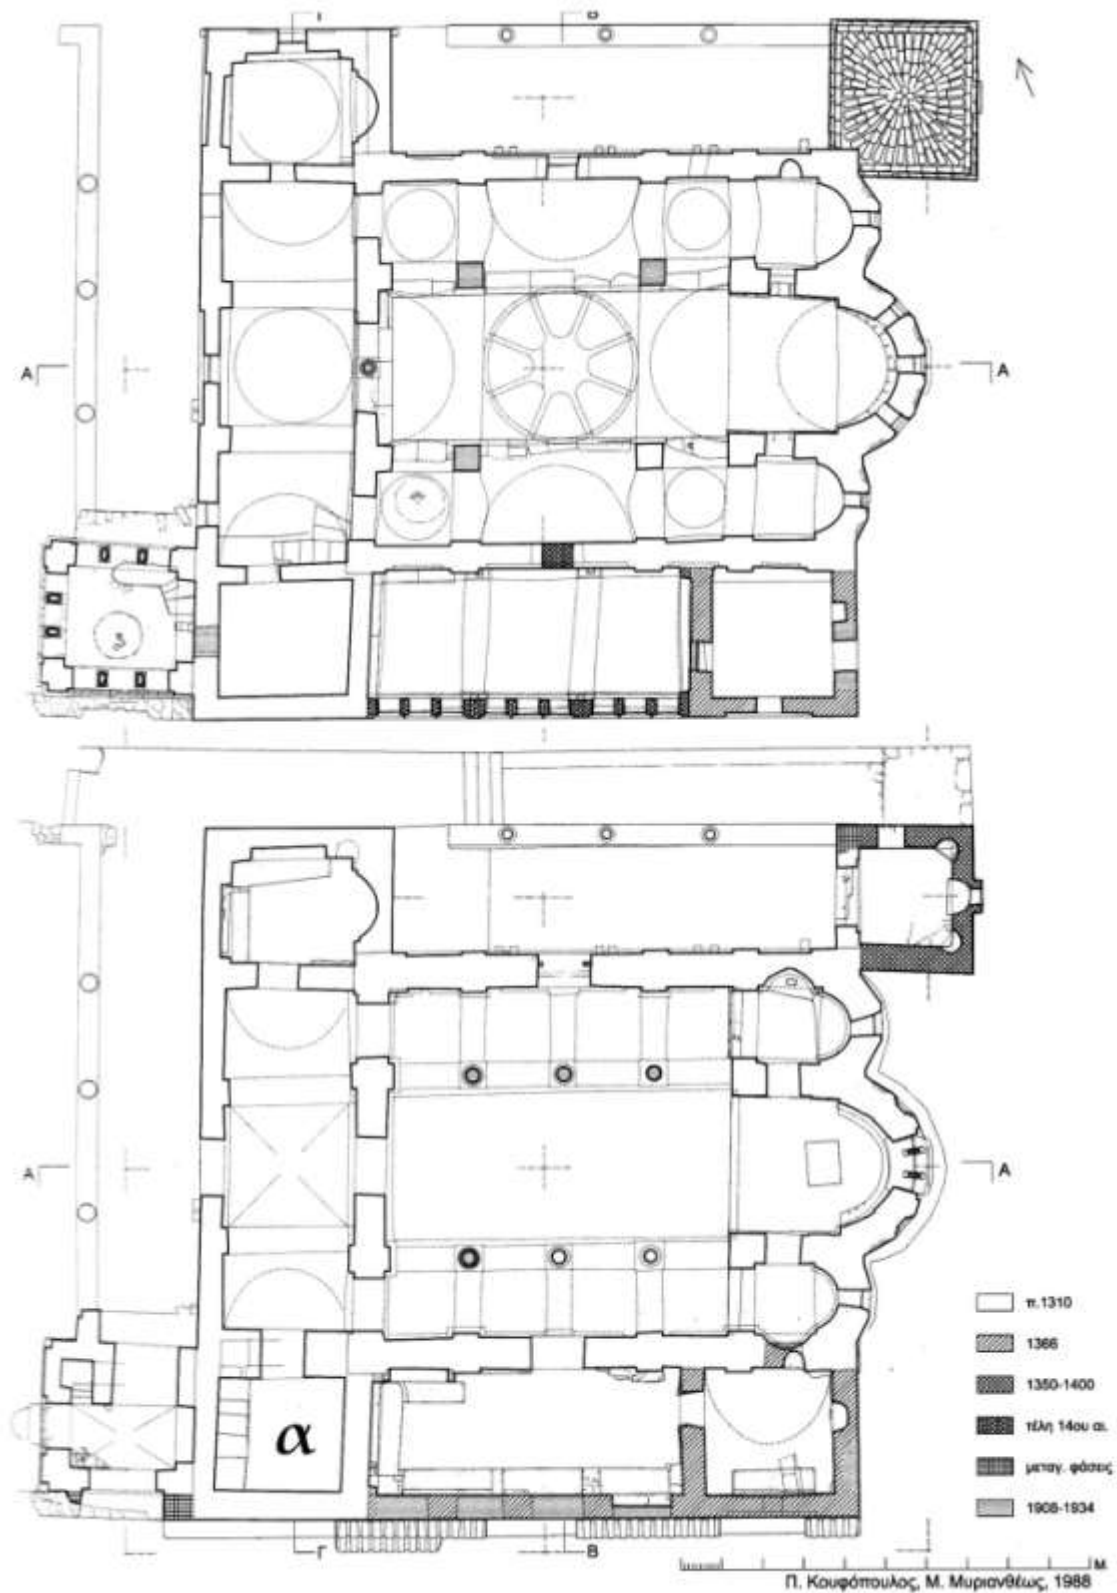 Α
Α
Α
Α
α
π.1310
1366
1350-1400
τέλη 14ου αι.
μεταγ. φάσεις
1908-1934
Γ
Β
Μ.
Π. Κουφόπουλος, Μ. Μυριανθέως, 1988